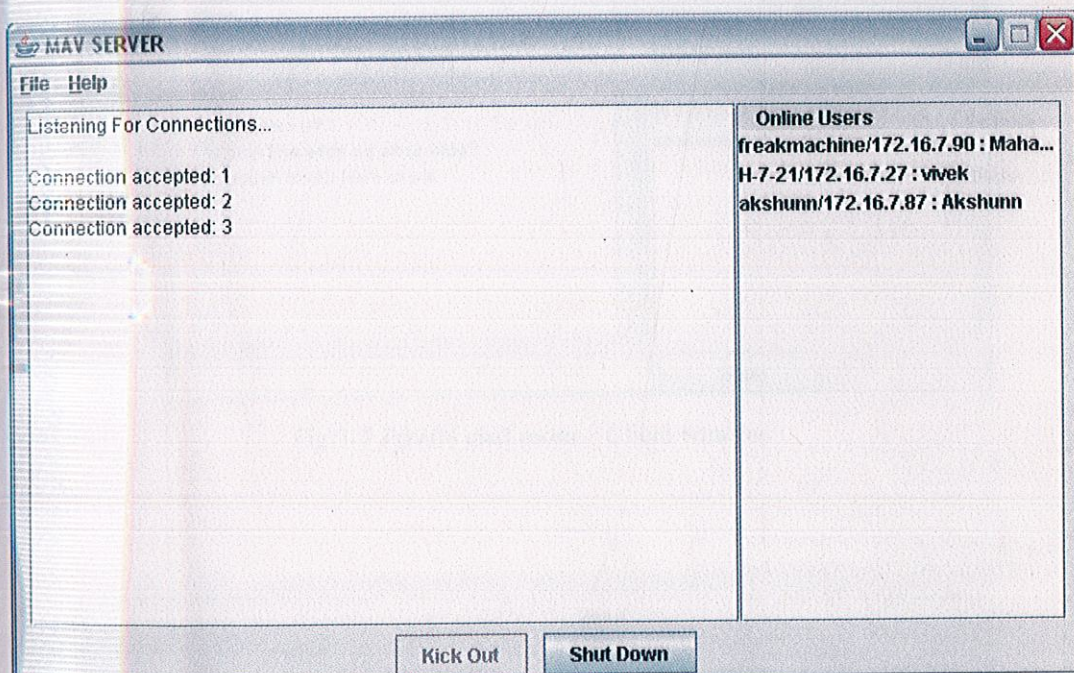 MAV SERVER
File Help
Listening For Connections...
Connection accepted: 1
Connection accepted: 2
Connection accepted: 3
Online Users
freakmachine/172.16.7.90 : Maha...
H-7-21/172.16.7.27 : vivek
akshunn/172.16.7.87 : Akshunn
Kick Out
Shut Down